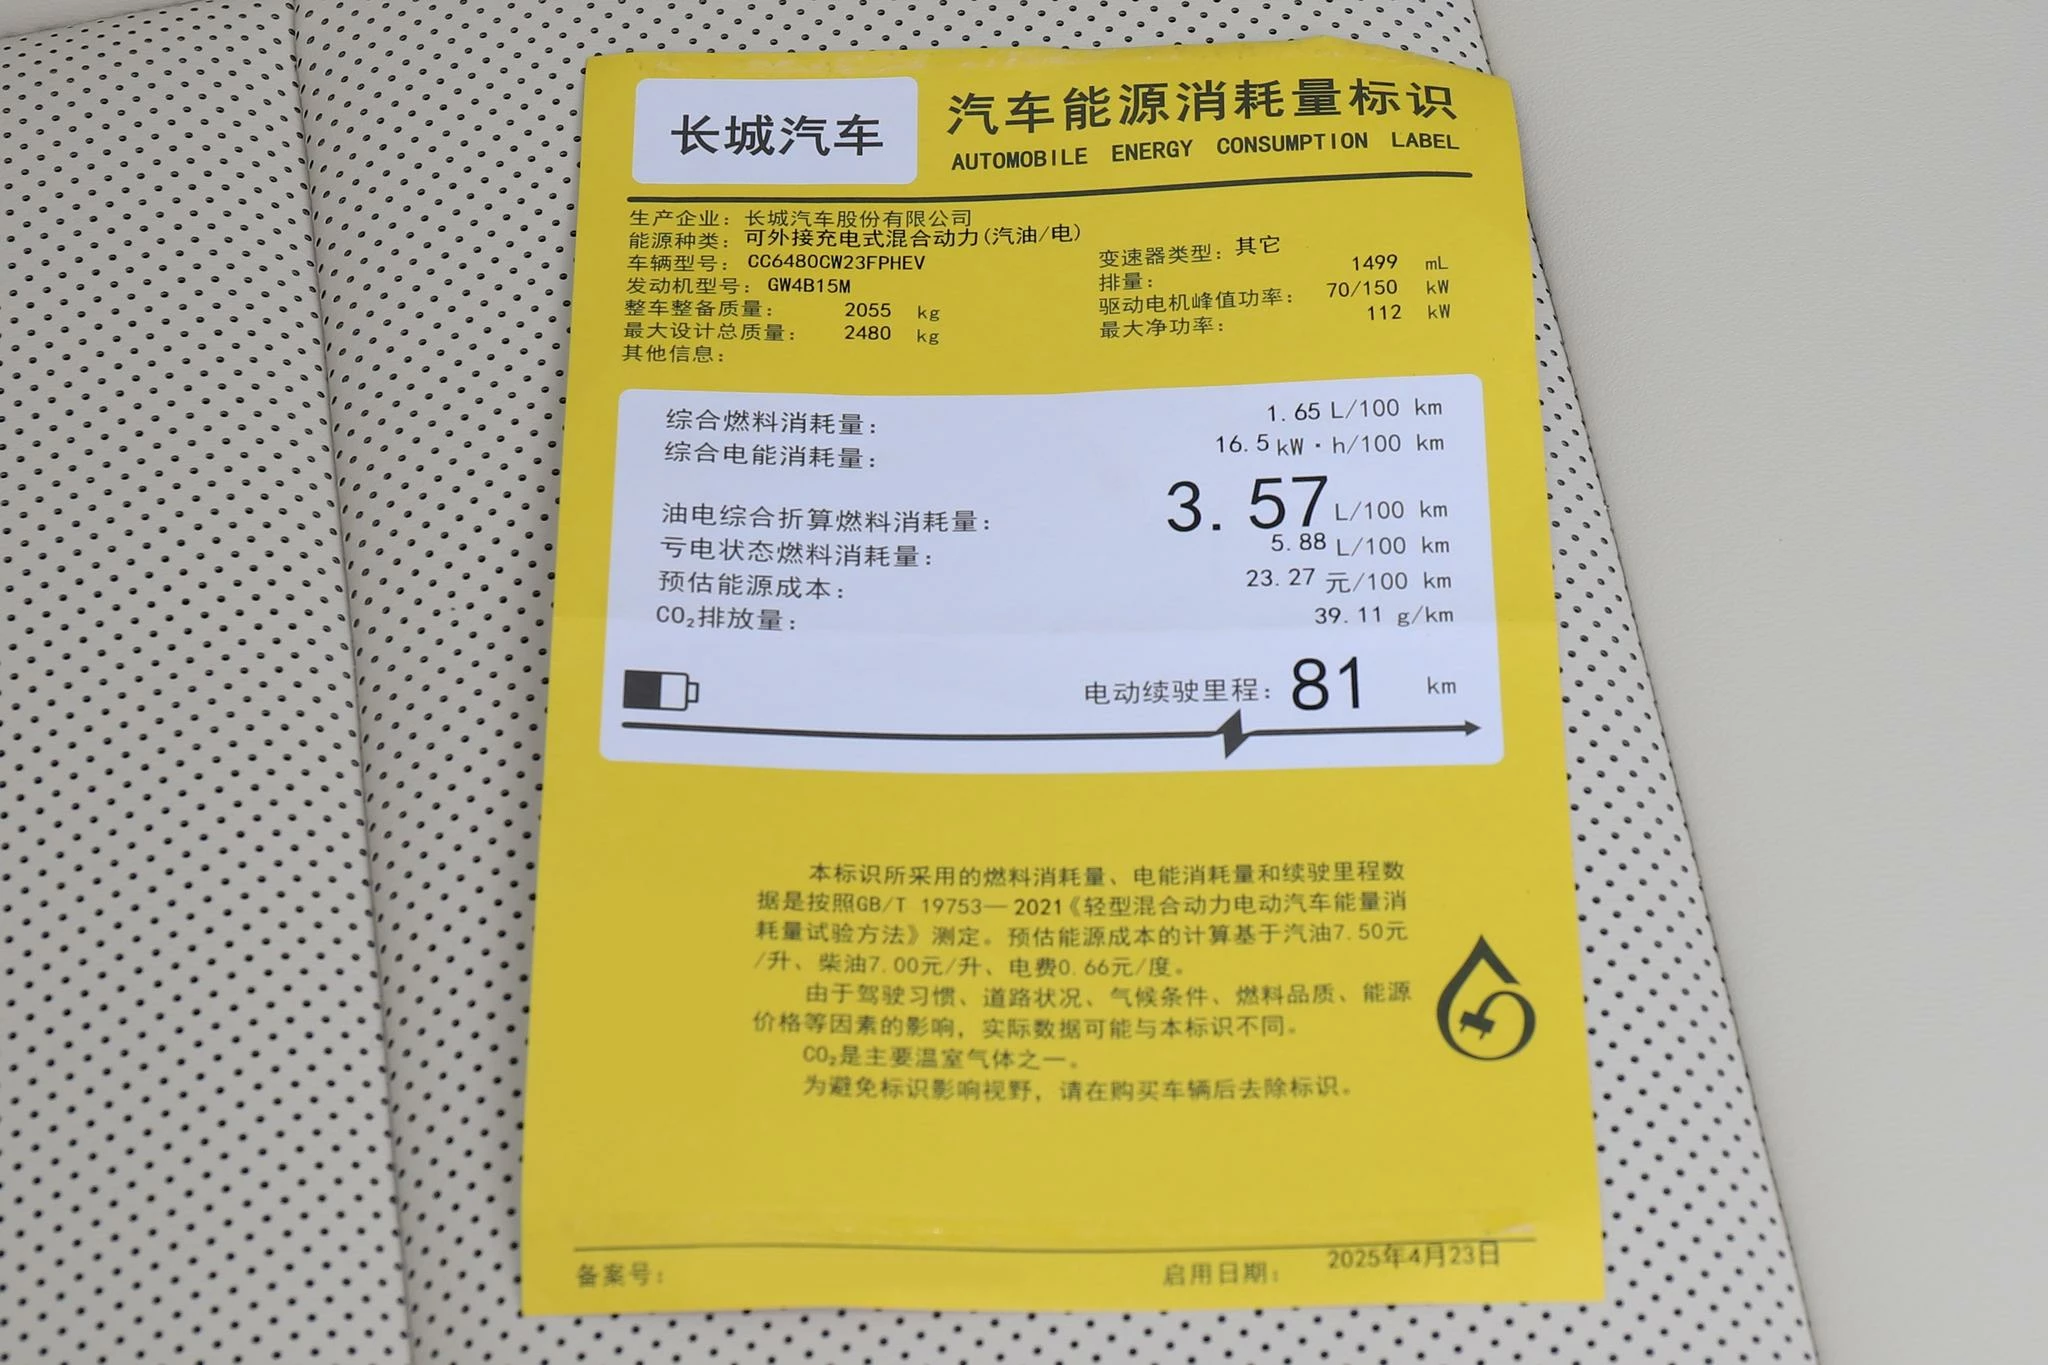 长城汽车
汽车能源消耗量标识
AUTOMOBILE ENERGY CONSUMPTION LABEL
生产企业：长城汽车股份有限公司
能源种类：可外接充电式混合动力(汽油/电)
车辆型号：CC6480CW23FPHEV
发动机型号：GW4B15M
整车整备质量：2055 kg
最大设计总质量：2480 kg
其他信息：
变速器类型：其它
排量：1499 mL
驱动电机峰值功率：70/150 kW
最大净功率：112 kW
综合燃料消耗量：1.65 L/100 km
综合电能消耗量：16.5 kW·h/100 km
油电综合折算燃料消耗量：3.57 L/100 km
亏电状态燃料消耗量：5.88 L/100 km
预估能源成本：23.27 元/100 km
CO₂排放量：39.11 g/km
电动续驶里程：81 km
本标识所采用的燃料消耗量、电能消耗量和续驶里程数
据是按照GB/T 19753—2021《轻型混合动力电动汽车能量消
耗量试验方法》测定。预估能源成本的计算基于汽油7.50元
/升、柴油7.00元/升、电费0.66元/度。
由于驾驶习惯、道路状况、气候条件、燃料品质、能源
价格等因素的影响，实际数据可能与本标识不同。
CO₂是主要温室气体之一。
为避免标识影响视野，请在购买车辆后去除标识。
备案号：
启用日期：2025年4月23日